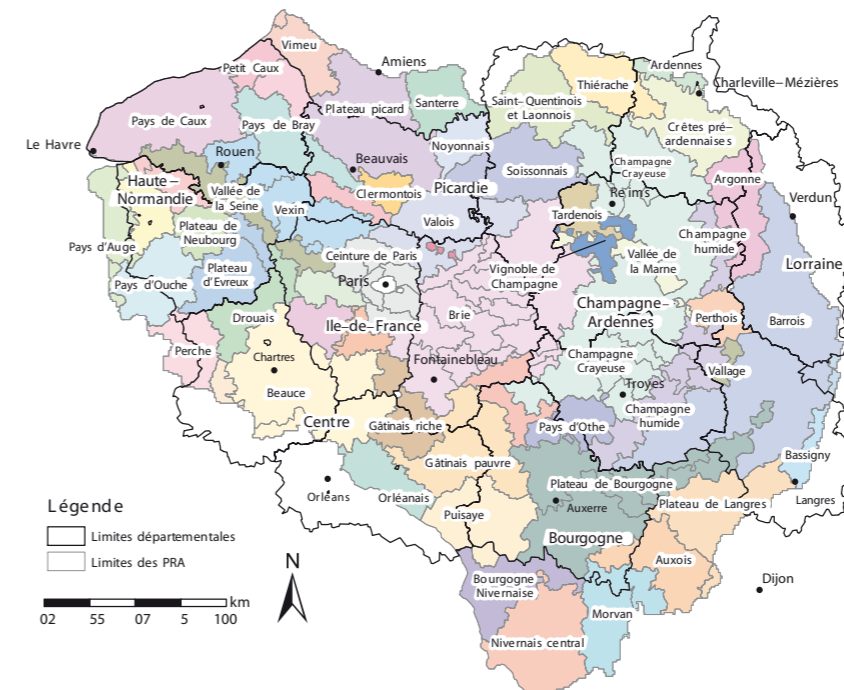 Vimeu
Petit Caux
Amiens
Ardennes
Charleville–Mézières
Thiérache
Pays de Caux
Plateau picard
Santerre
Saint–Quentinois
et Laonnois
Pays de Bray
Crêtes pré–
ardennaises
Le Havre
Rouen
Noyonnais
Beauvais
Soissonnais
Champagne
Crayeuse
Argonne
Haute–
Normandie
Vallée de
la Seine
Clermontois
Picardie
Reims
Verdun
Vexin
Valois
Tardenois
Plateau de
Neubourg
Champagne
humide
Pays d'Auge
Ceinture de Paris
Vallée de
la Marne
Lorraine
Pays d'Ouche
Plateau
d'Evreux
Paris
Vignoble de
Champagne
Champagne–
Ardennes
Drouais
Ile–de–France
Brie
Perthois
Barrois
Perche
Chartres
Fontainebleau
Champagne
Crayeuse
Vallage
Beauce
Troyes
Centre
Gâtinais riche
Pays d'Othe
Champagne
humide
Bassigny
Gâtinais pauvre
Plateau de Bourgogne
Orléans
Orléanais
Langres
Plateau de Langres
Auxerre
Puisaye
Bourgogne
Légende
Limites départementales
Limites des PRA
Auxois
N
Bourgogne
Nivernaise
Dijon
km
02 55 07 5 100
Morvan
Nivernais central